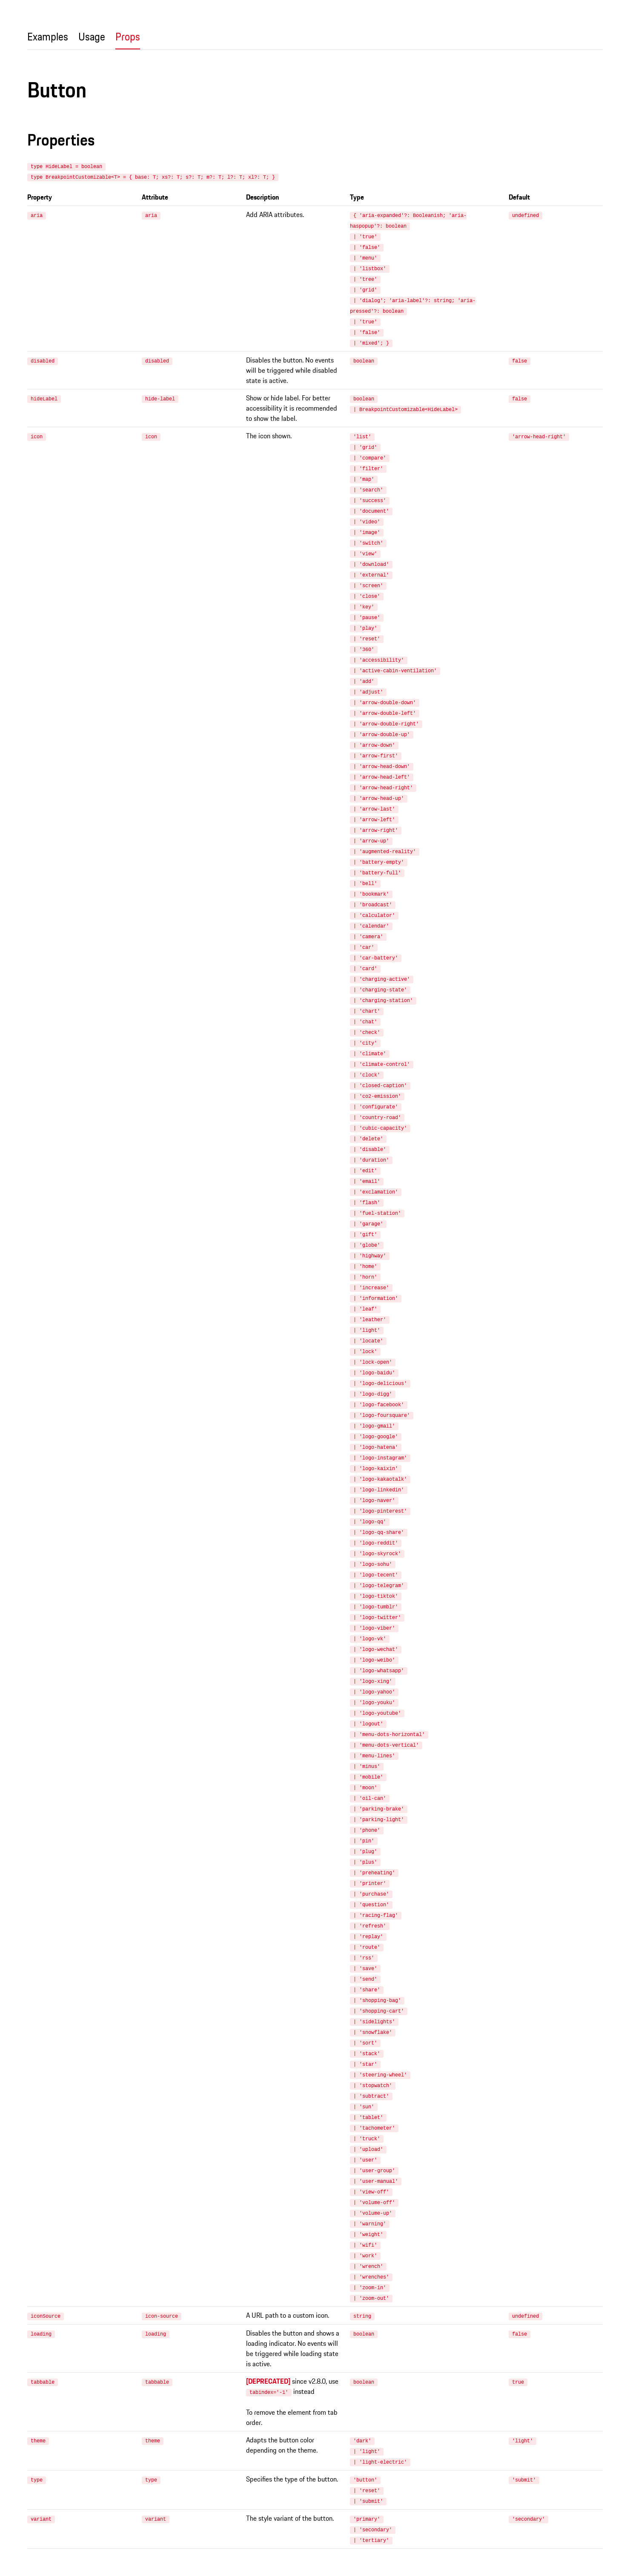 Examples Usage Props
Button
Properties
type HideLabel = boolean
type BreakpointCustomizable<T> = { base: T; xs?: T; s?: T; m?: T; l?: T; xl?: T; }
Property Attribute Description Type Default
aria aria Add ARIA attributes. { 'aria-expanded'?: Booleanish; 'aria- undefined
haspopup'?: boolean
| 'true'
| 'false'
| 'menu'
| 'listbox'
| 'tree'
| 'grid'
| 'dialog'; 'aria-label'?: string; 'aria-
pressed'?: boolean
| 'true'
| 'false'
| 'mixed'; }
disabled disabled Disables the button. No events boolean false
will be triggered while disabled
state is active.
hideLabel hide-label Show or hide label. For better boolean false
accessibility it is recommended | BreakpointCustomizable<HideLabel>
to show the label.
icon icon The icon shown. 'list' 'arrow-head-right'
| 'grid'
| 'compare'
| 'filter'
| 'map'
| 'search'
| 'success'
| 'document'
| 'video'
| 'image'
| 'switch'
| 'view'
| 'download'
| 'external'
| 'screen'
| 'close'
| 'key'
| 'pause'
| 'play'
| 'reset'
| '360'
| 'accessibility'
| 'active-cabin-ventilation'
| 'add'
| 'adjust'
| 'arrow-double-down'
| 'arrow-double-left'
| 'arrow-double-right'
| 'arrow-double-up'
| 'arrow-down'
| 'arrow-first'
| 'arrow-head-down'
| 'arrow-head-left'
| 'arrow-head-right'
| 'arrow-head-up'
| 'arrow-last'
| 'arrow-left'
| 'arrow-right'
| 'arrow-up'
| 'augmented-reality'
| 'battery-empty'
| 'battery-full'
| 'bell'
| 'bookmark'
| 'broadcast'
| 'calculator'
| 'calendar'
| 'camera'
| 'car'
| 'car-battery'
| 'card'
| 'charging-active'
| 'charging-state'
| 'charging-station'
| 'chart'
| 'chat'
| 'check'
| 'city'
| 'climate'
| 'climate-control'
| 'clock'
| 'closed-caption'
| 'co2-emission'
| 'configurate'
| 'country-road'
| 'cubic-capacity'
| 'delete'
| 'disable'
| 'duration'
| 'edit'
| 'email'
| 'exclamation'
| 'flash'
| 'fuel-station'
| 'garage'
| 'gift'
| 'globe'
| 'highway'
| 'home'
| 'horn'
| 'increase'
| 'information'
| 'leaf'
| 'leather'
| 'light'
| 'locate'
| 'lock'
| 'lock-open'
| 'logo-baidu'
| 'logo-delicious'
| 'logo-digg'
| 'logo-facebook'
| 'logo-foursquare'
| 'logo-gmail'
| 'logo-google'
| 'logo-hatena'
| 'logo-instagram'
| 'logo-kaixin'
| 'logo-kakaotalk'
| 'logo-linkedin'
| 'logo-naver'
| 'logo-pinterest'
| 'logo-qq'
| 'logo-qq-share'
| 'logo-reddit'
| 'logo-skyrock'
| 'logo-sohu'
| 'logo-tecent'
| 'logo-telegram'
| 'logo-tiktok'
| 'logo-tumblr'
| 'logo-twitter'
| 'logo-viber'
| 'logo-vk'
| 'logo-wechat'
| 'logo-weibo'
| 'logo-whatsapp'
| 'logo-xing'
| 'logo-yahoo'
| 'logo-youku'
| 'logo-youtube'
| 'logout'
| 'menu-dots-horizontal'
| 'menu-dots-vertical'
| 'menu-lines'
| 'minus'
| 'mobile'
| 'moon'
| 'oil-can'
| 'parking-brake'
| 'parking-light'
| 'phone'
| 'pin'
| 'plug'
| 'plus'
| 'preheating'
| 'printer'
| 'purchase'
| 'question'
| 'racing-flag'
| 'refresh'
| 'replay'
| 'route'
| 'rss'
| 'save'
| 'send'
| 'share'
| 'shopping-bag'
| 'shopping-cart'
| 'sidelights'
| 'snowflake'
| 'sort'
| 'stack'
| 'star'
| 'steering-wheel'
| 'stopwatch'
| 'subtract'
| 'sun'
| 'tablet'
| 'tachometer'
| 'truck'
| 'upload'
| 'user'
| 'user-group'
| 'user-manual'
| 'view-off'
| 'volume-off'
| 'volume-up'
| 'warning'
| 'weight'
| 'wifi'
| 'work'
| 'wrench'
| 'wrenches'
| 'zoom-in'
| 'zoom-out'
iconSource icon-source A URL path to a custom icon. string undefined
loading loading Disables the button and shows a boolean false
loading indicator. No events will
be triggered while loading state
is active.
tabbable tabbable [DEPRECATED] since v2.8.0, use boolean true
tabindex='-1' instead
To remove the element from tab
order.
theme theme Adapts the button color 'dark' 'light'
depending on the theme. | 'light'
| 'light-electric'
type type Specifies the type of the button. 'button' 'submit'
| 'reset'
| 'submit'
variant variant The style variant of the button. 'primary' 'secondary'
| 'secondary'
| 'tertiary'